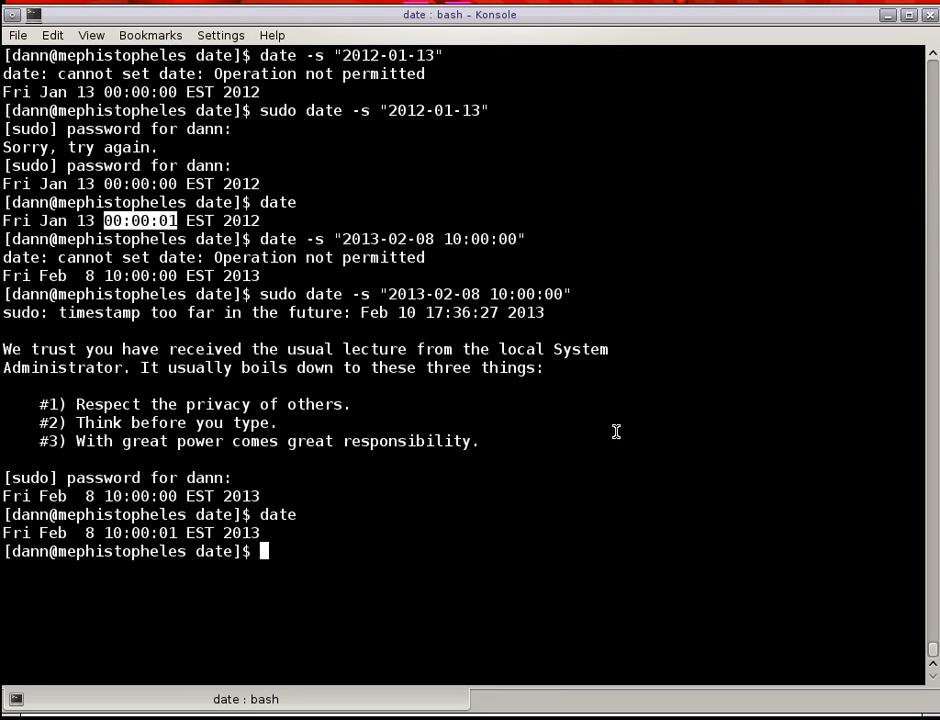 date : bash – Konsole
File Edit View Bookmarks Settings Help
[dann@mephistopheles date]$ date -s "2012-01-13"
date: cannot set date: Operation not permitted
Fri Jan 13 00:00:00 EST 2012
[dann@mephistopheles date]$ sudo date -s "2012-01-13"
[sudo] password for dann:
Sorry, try again.
[sudo] password for dann:
Fri Jan 13 00:00:00 EST 2012
[dann@mephistopheles date]$ date
Fri Jan 13 00:00:01 EST 2012
[dann@mephistopheles date]$ date -s "2013-02-08 10:00:00"
date: cannot set date: Operation not permitted
Fri Feb  8 10:00:00 EST 2013
[dann@mephistopheles date]$ sudo date -s "2013-02-08 10:00:00"
sudo: timestamp too far in the future: Feb 10 17:36:27 2013
We trust you have received the usual lecture from the local System
Administrator. It usually boils down to these three things:
#1) Respect the privacy of others.
#2) Think before you type.
#3) With great power comes great responsibility.
[sudo] password for dann:
Fri Feb  8 10:00:00 EST 2013
[dann@mephistopheles date]$ date
Fri Feb  8 10:00:01 EST 2013
[dann@mephistopheles date]$
date : bash